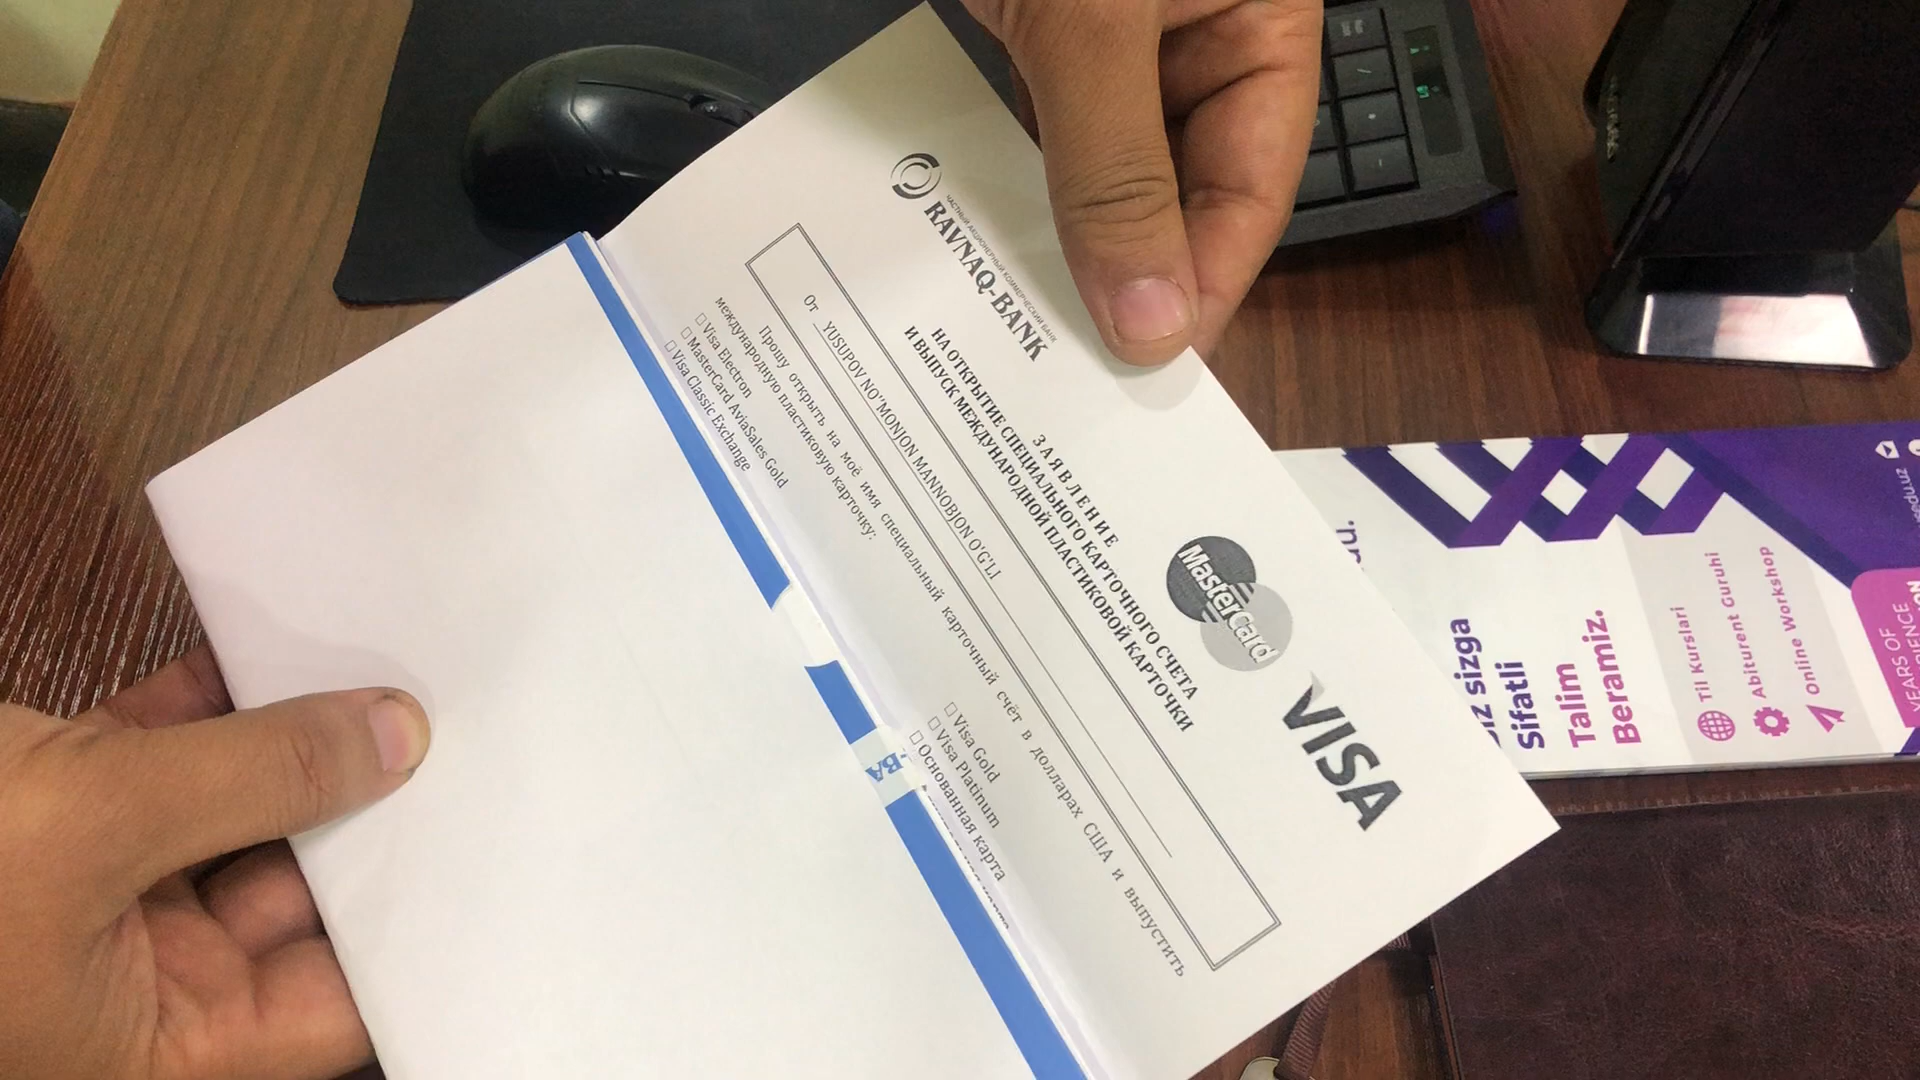 ЧАСТНЫЙ АКЦИОНЕРНЫЙ КОММЕРЧЕСКИЙ БАНК
RAVNAQ-BANK
MasterCard
VISA
ЗАЯВЛЕНИЕ
НА ОТКРЫТИЕ СПЕЦИАЛЬНОГО КАРТОЧНОГО СЧЕТА
И ВЫПУСК МЕЖДУНАРОДНОЙ ПЛАСТИКОВОЙ КАРТОЧКИ
От YUSUPOV NO''MONJON MANNOBJON O'G'LI
Прошу открыть на моё имя специальный карточный счёт в долларах США и выпустить
международную пластиковую карточку:
Visa Electron
MasterCard AviaSales Gold
Visa Classic Exchange
Visa Gold
Visa Platinum
Основанная карта
BA
sizga
Sifatli
Talim
Beramiz.
Til Kurslari
Abiturent Guruhi
Online Workshop
YEARS OF
sedu.uz